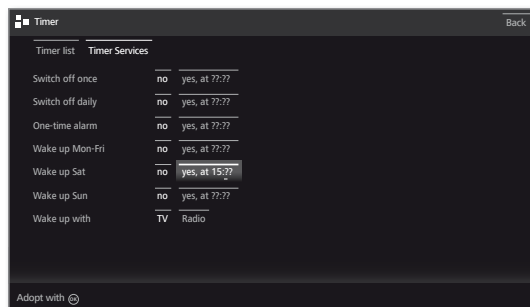 Timer Back
Timer list Timer Services
Switch off once no yes, at ??:??
Switch off daily no yes, at ??:??
One-time alarm no yes, at ??:??
Wake up Mon-Fri no yes, at ??:??
Wake up Sat no yes, at 15:??
Wake up Sun no yes, at ??:??
Wake up with TV Radio
Adopt with OK